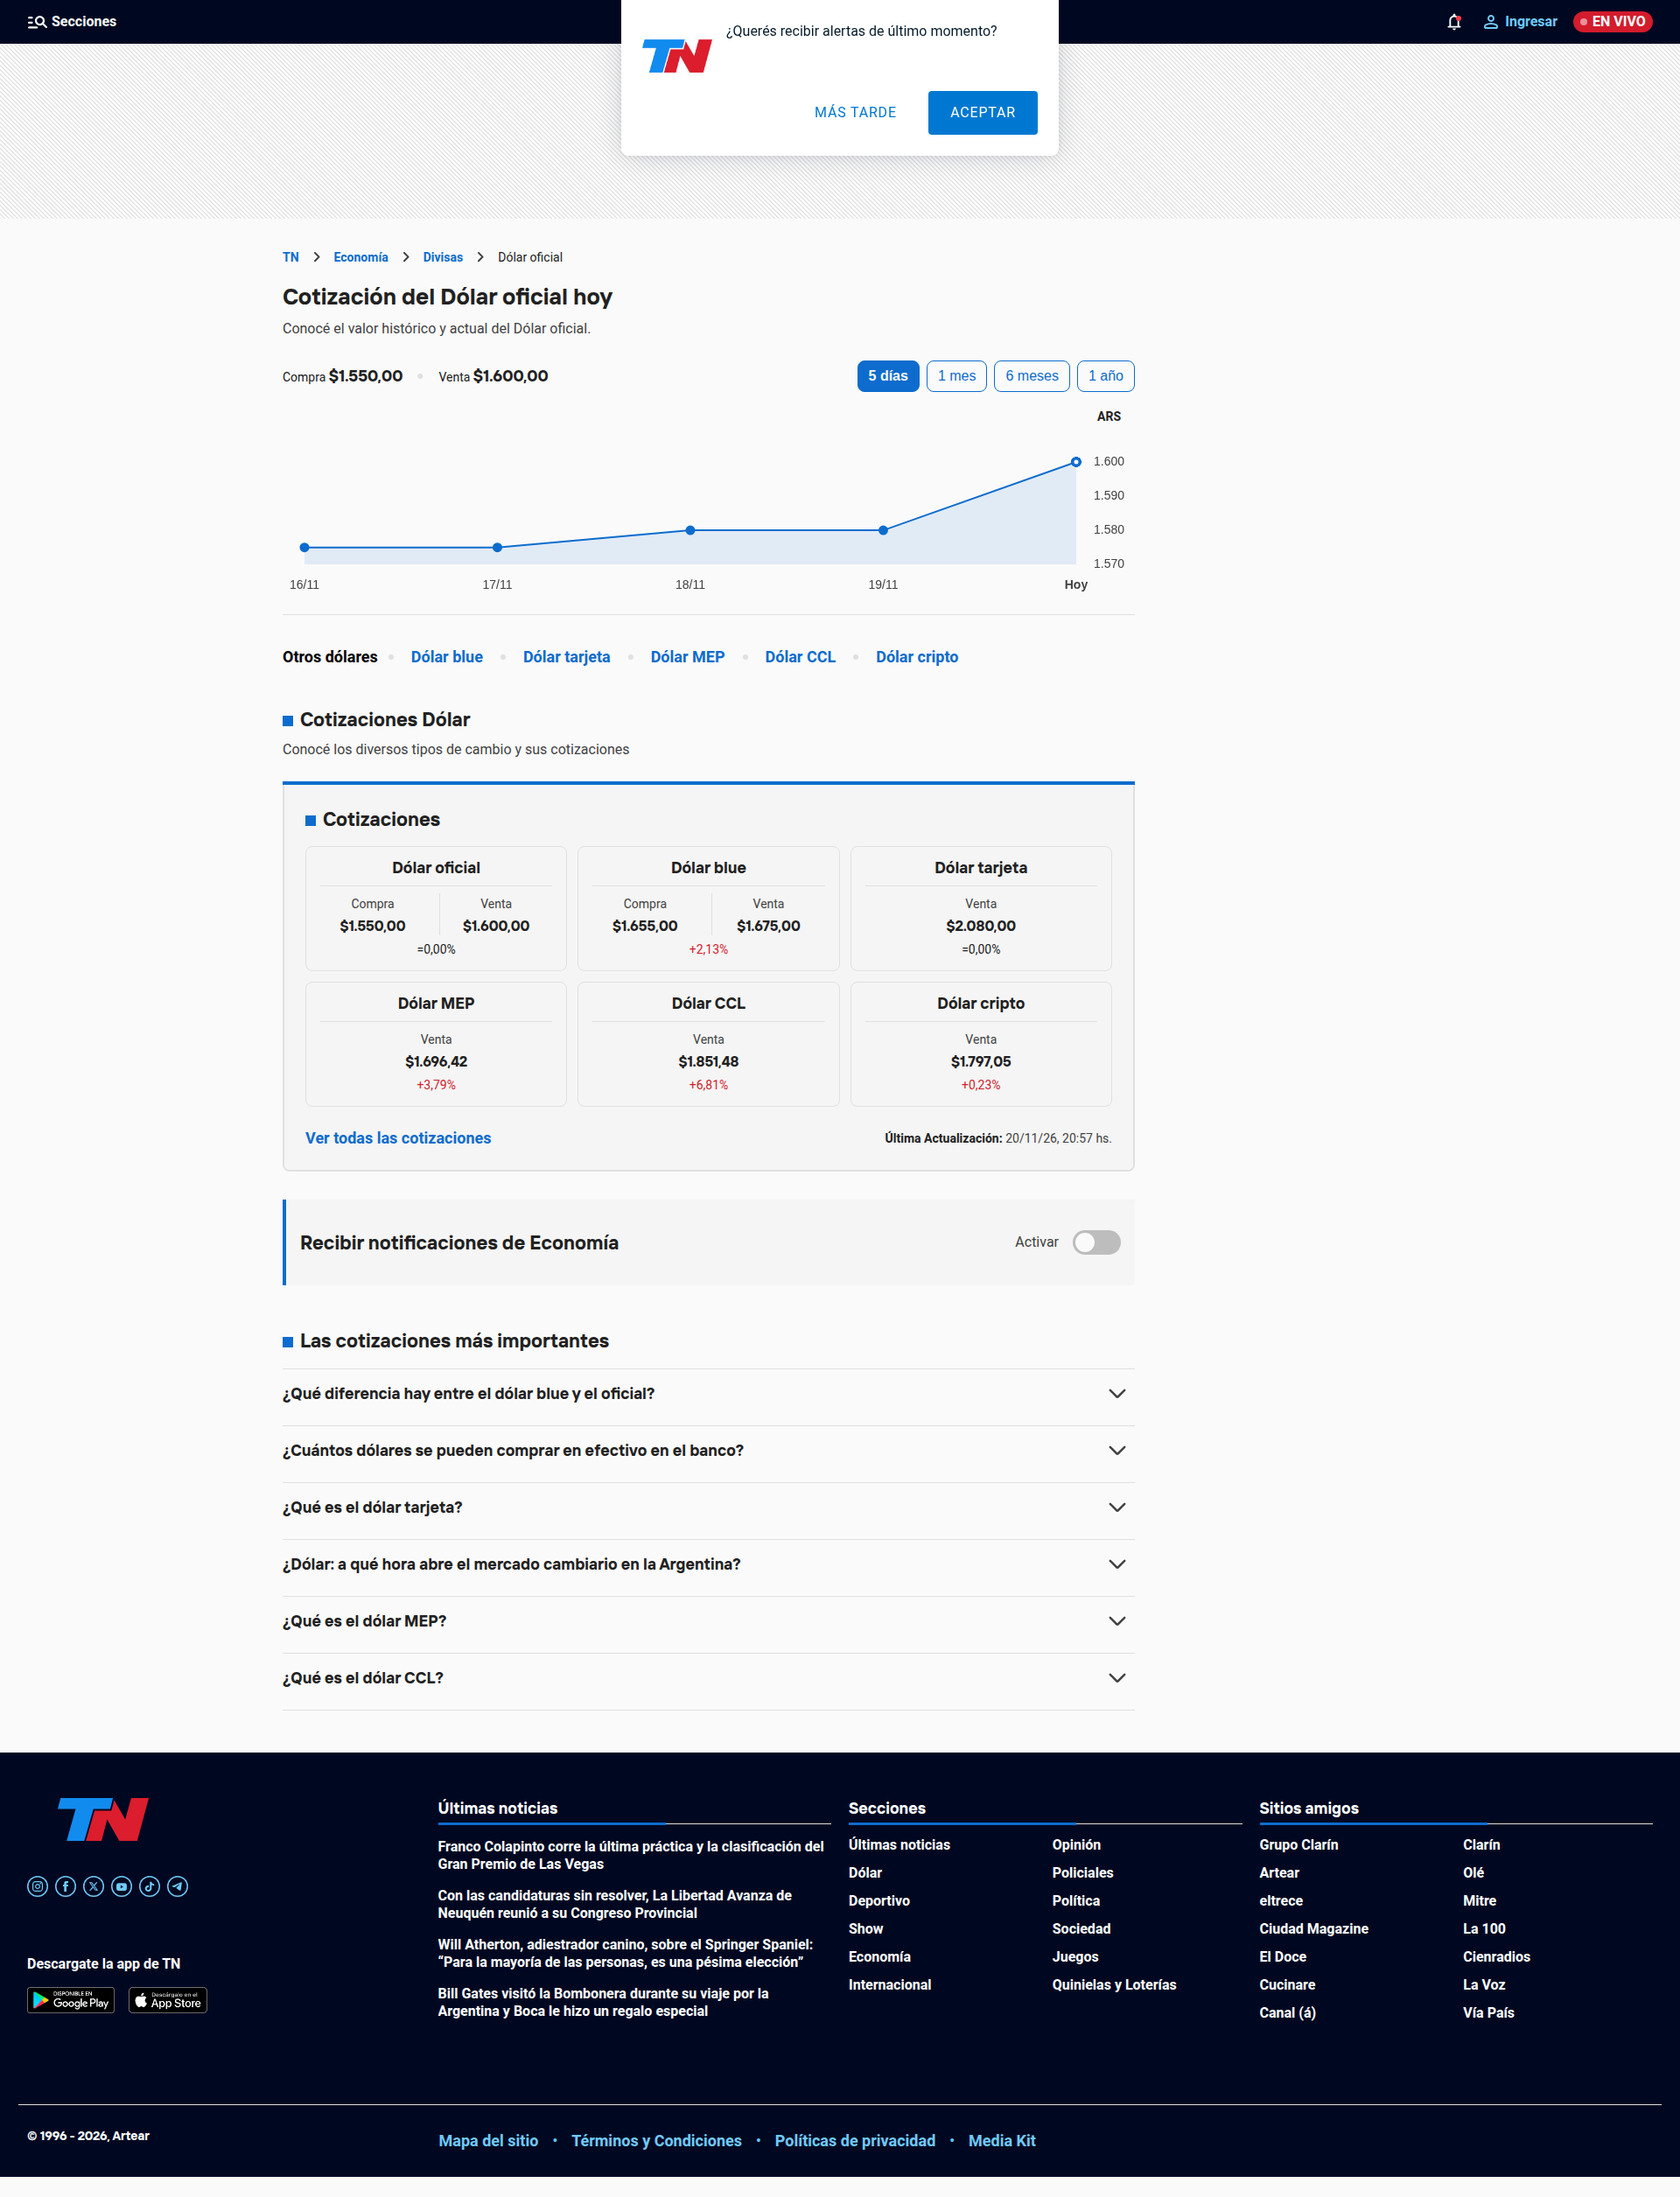 Secciones
TN
¿Querés recibir alertas de último momento?
MÁS TARDE
ACEPTAR
Ingresar
EN VIVO
TN
Economía
Divisas
Dólar oficial
Cotización del Dólar oficial hoy
Conocé el valor histórico y actual del Dólar oficial.
Compra $1.550,00
Venta $1.600,00
5 días
1 mes
6 meses
1 año
ARS
1.600
1.590
1.580
1.570
16/11
17/11
18/11
19/11
Hoy
Otros dólares
Dólar blue
Dólar tarjeta
Dólar MEP
Dólar CCL
Dólar cripto
Cotizaciones Dólar
Conocé los diversos tipos de cambio y sus cotizaciones
Cotizaciones
Dólar oficial
Compra
$1.550,00
Venta
$1.600,00
=0,00%
Dólar blue
Compra
$1.655,00
Venta
$1.675,00
+2,13%
Dólar tarjeta
Venta
$2.080,00
=0,00%
Dólar MEP
Venta
$1.696,42
+3,79%
Dólar CCL
Venta
$1.851,48
+6,81%
Dólar cripto
Venta
$1.797,05
+0,23%
Ver todas las cotizaciones
Última Actualización: 20/11/26, 20:57 hs.
Recibir notificaciones de Economía
Activar
Las cotizaciones más importantes
¿Qué diferencia hay entre el dólar blue y el oficial?
¿Cuántos dólares se pueden comprar en efectivo en el banco?
¿Qué es el dólar tarjeta?
¿Dólar: a qué hora abre el mercado cambiario en la Argentina?
¿Qué es el dólar MEP?
¿Qué es el dólar CCL?
TN
Descargate la app de TN
DISPONIBLE EN
Google Play
Descárgalo en el
App Store
Últimas noticias
Franco Colapinto corre la última práctica y la clasificación del
Gran Premio de Las Vegas
Con las candidaturas sin resolver, La Libertad Avanza de
Neuquén reunió a su Congreso Provincial
Will Atherton, adiestrador canino, sobre el Springer Spaniel:
“Para la mayoría de las personas, es una pésima elección”
Bill Gates visitó la Bombonera durante su viaje por la
Argentina y Boca le hizo un regalo especial
Secciones
Últimas noticias
Dólar
Deportivo
Show
Economía
Internacional
Opinión
Policiales
Política
Sociedad
Juegos
Quinielas y Loterías
Sitios amigos
Grupo Clarín
Artear
eltrece
Ciudad Magazine
El Doce
Cucinare
Canal (á)
Clarín
Olé
Mitre
La 100
Cienradios
La Voz
Vía País
© 1996 - 2026, Artear
Mapa del sitio
Términos y Condiciones
Políticas de privacidad
Media Kit